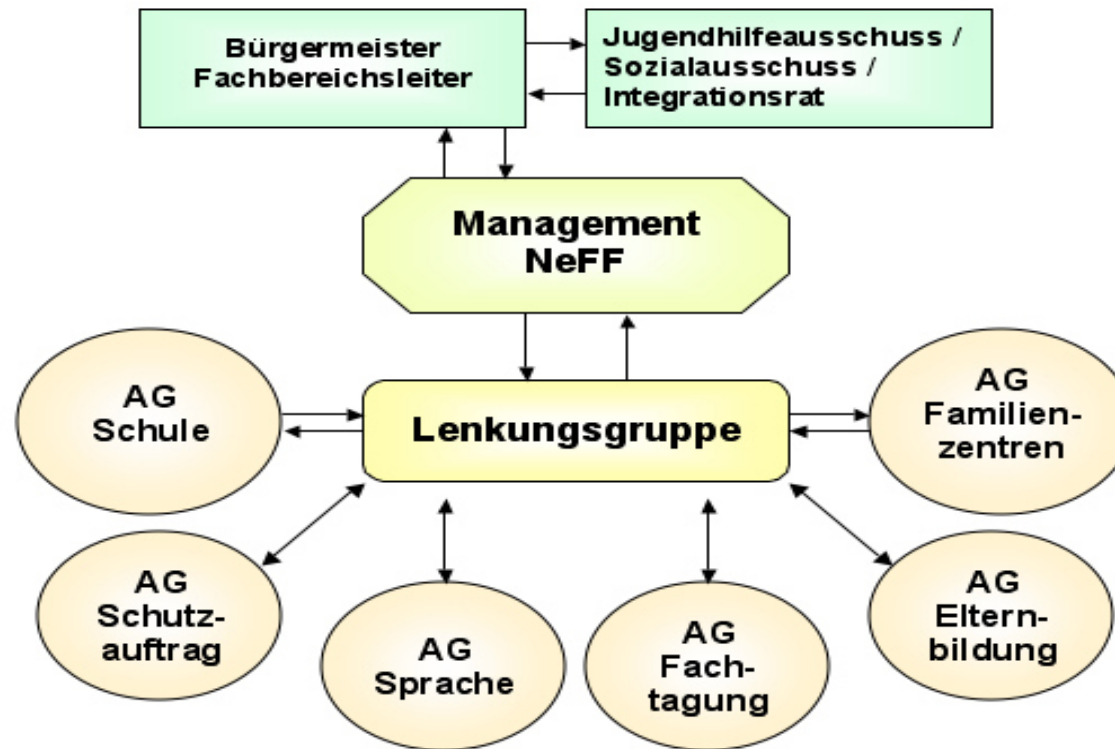 Bürgermeister
Fachbereichsleiter
Jugendhilfeausschuss /
Sozialausschuss /
Integrationsrat
Management
NeFF
AG
Schule
Lenkungsgruppe
AG
Familien-
zentren
AG
Schutz-
auftrag
AG
Sprache
AG
Fach-
tagung
AG
Eltern-
bildung